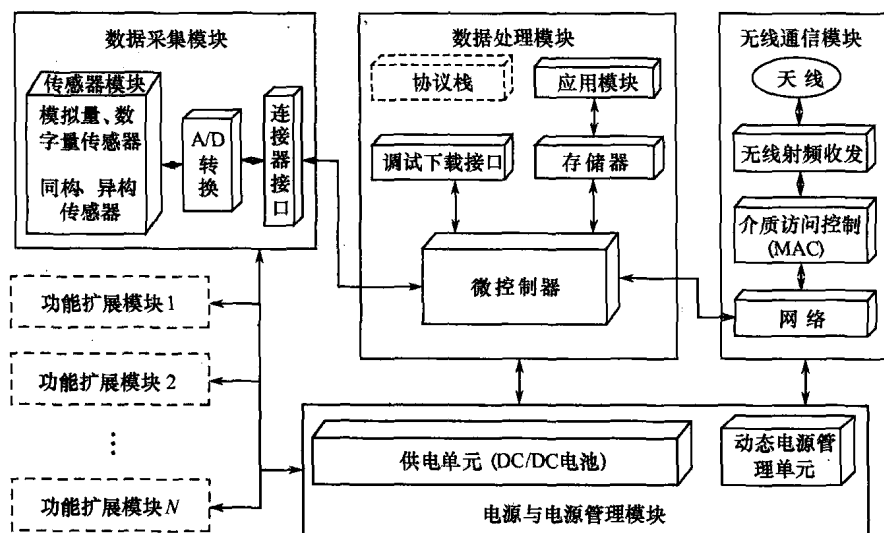 数据采集模块
传感器模块
模拟量、数
字量传感器
同构、异构
传感器
A/D
转换
连接器接口
数据处理模块
协议栈
应用模块
调试下载接口
存储器
微控制器
无线通信模块
天线
无线射频收发
介质访问控制
(MAC)
网络
功能扩展模块1
功能扩展模块2
⋮
功能扩展模块N
供电单元(DC/DC电池)
动态电源管
理单元
电源与电源管理模块